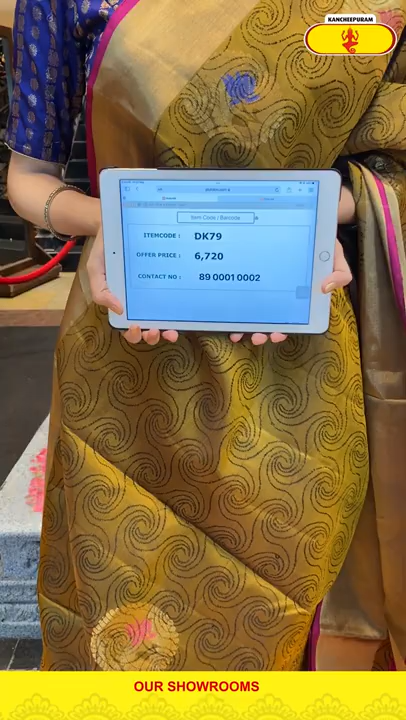 KANCHEEPURAM
Item Code / Barcode
ITEMCODE : DK79
OFFER PRICE : 6,720
CONTACT NO : 89 0001 0002
OUR SHOWROOMS